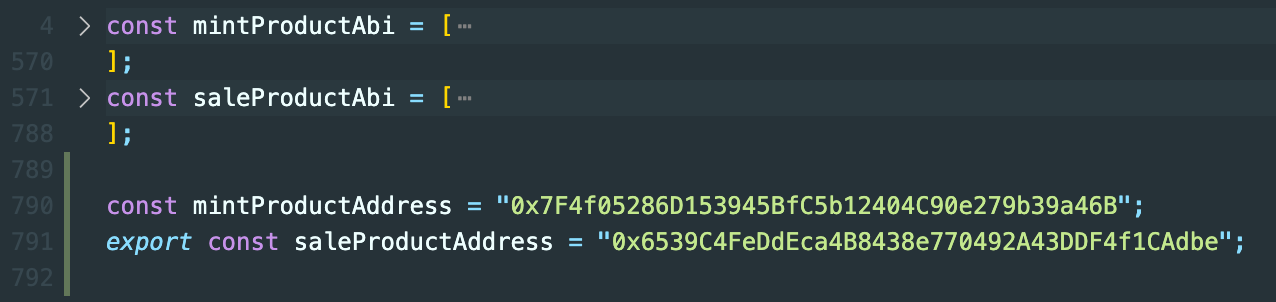 4 > const mintProductAbi = [ …
570 ];
571 > const saleProductAbi = [ …
788 ];
789
790 const mintProductAddress = "0x7F4f05286D153945BfC5b12404C90e279b39a46B";
791 export const saleProductAddress = "0x6539C4FeDdEca4B8438e770492A43DDF4f1CAdbe";
792